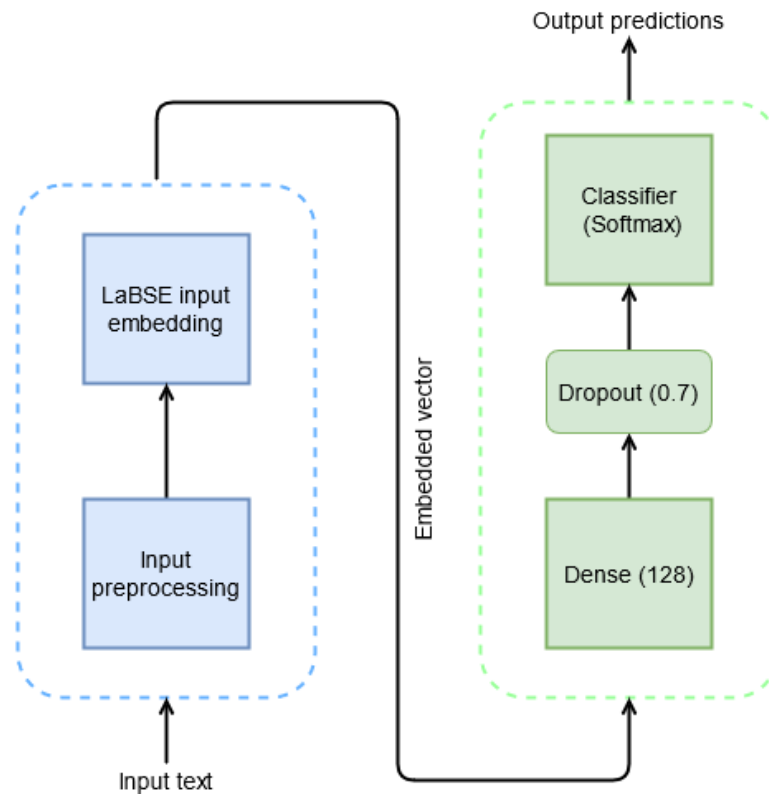 Output predictions
Classifier
(Softmax)
LaBSE input
embedding
Dropout (0.7)
Embedded vector
Input
preprocessing
Dense (128)
Input text